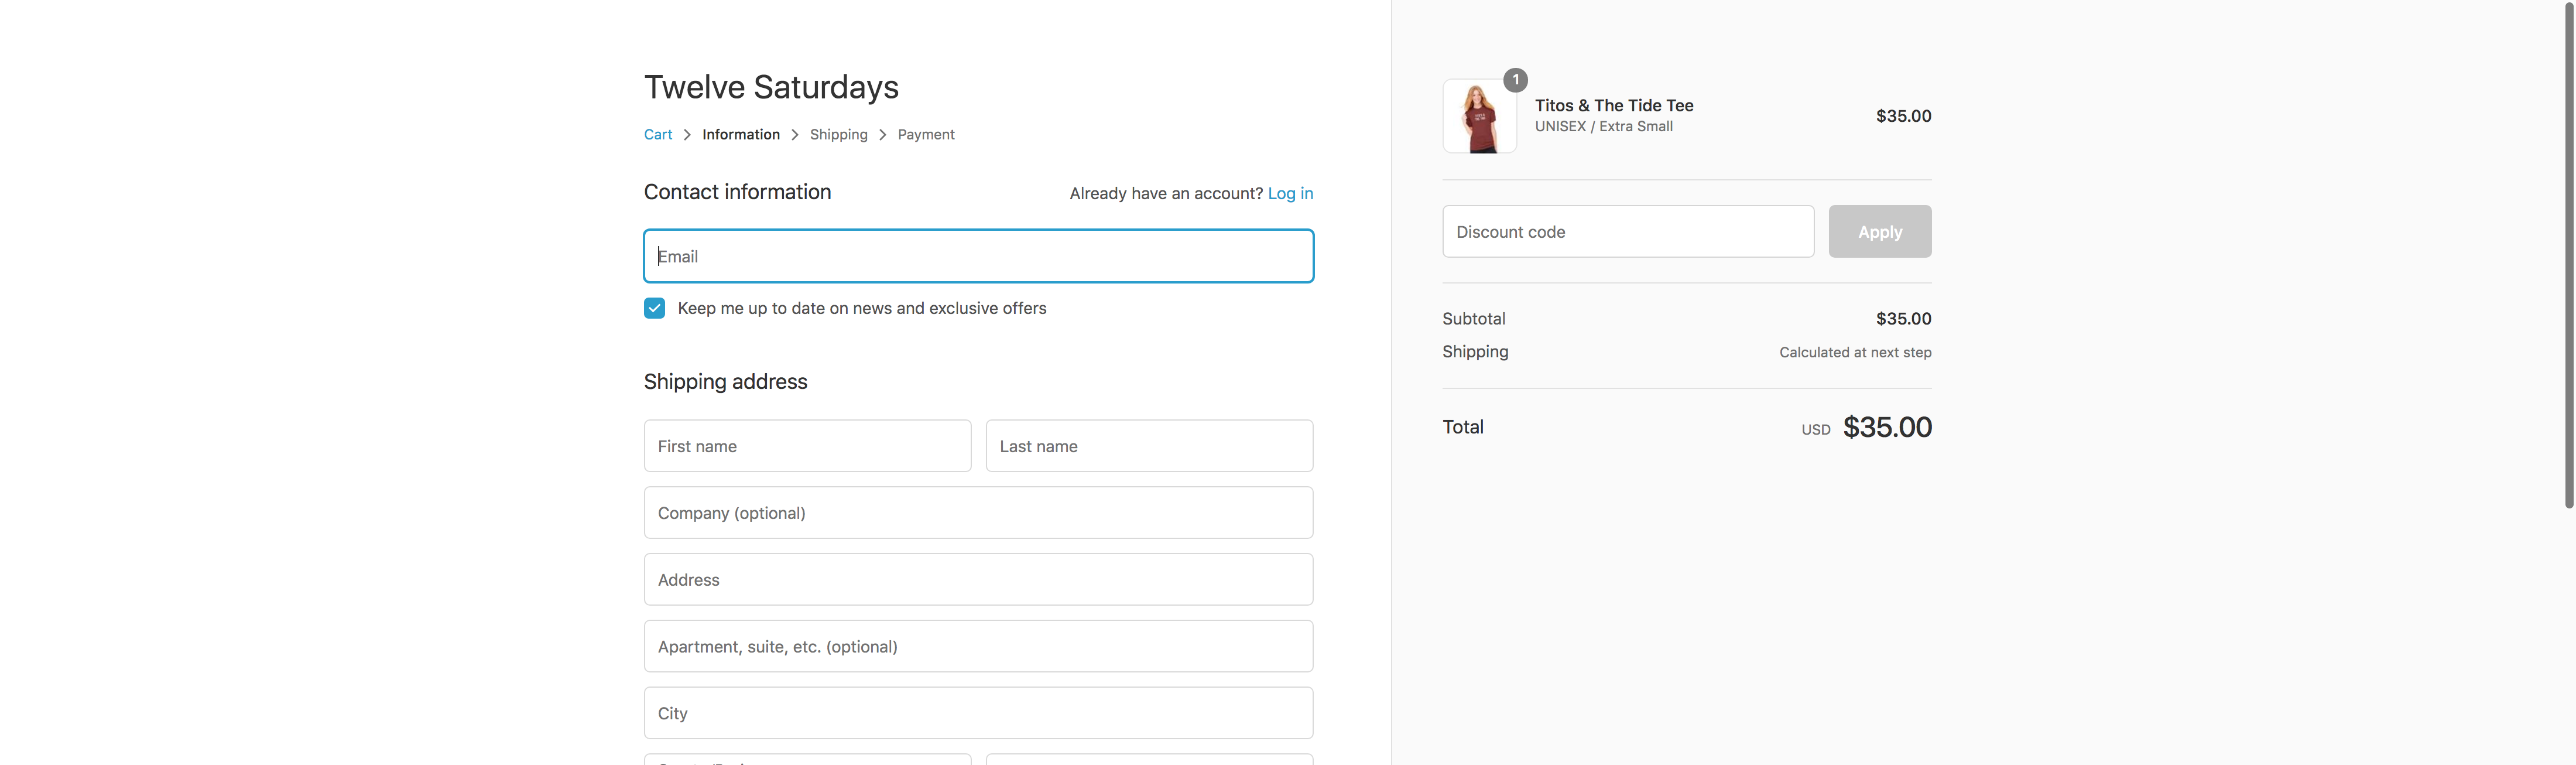 Twelve Saturdays
Cart > Information > Shipping > Payment
Contact information
Already have an account? Log in
Email
Keep me up to date on news and exclusive offers
Shipping address
First name
Last name
Company (optional)
Address
Apartment, suite, etc. (optional)
City
1
Titos & The Tide Tee
UNISEX / Extra Small
$35.00
Discount code
Apply
Subtotal
$35.00
Shipping
Calculated at next step
Total
USD $35.00